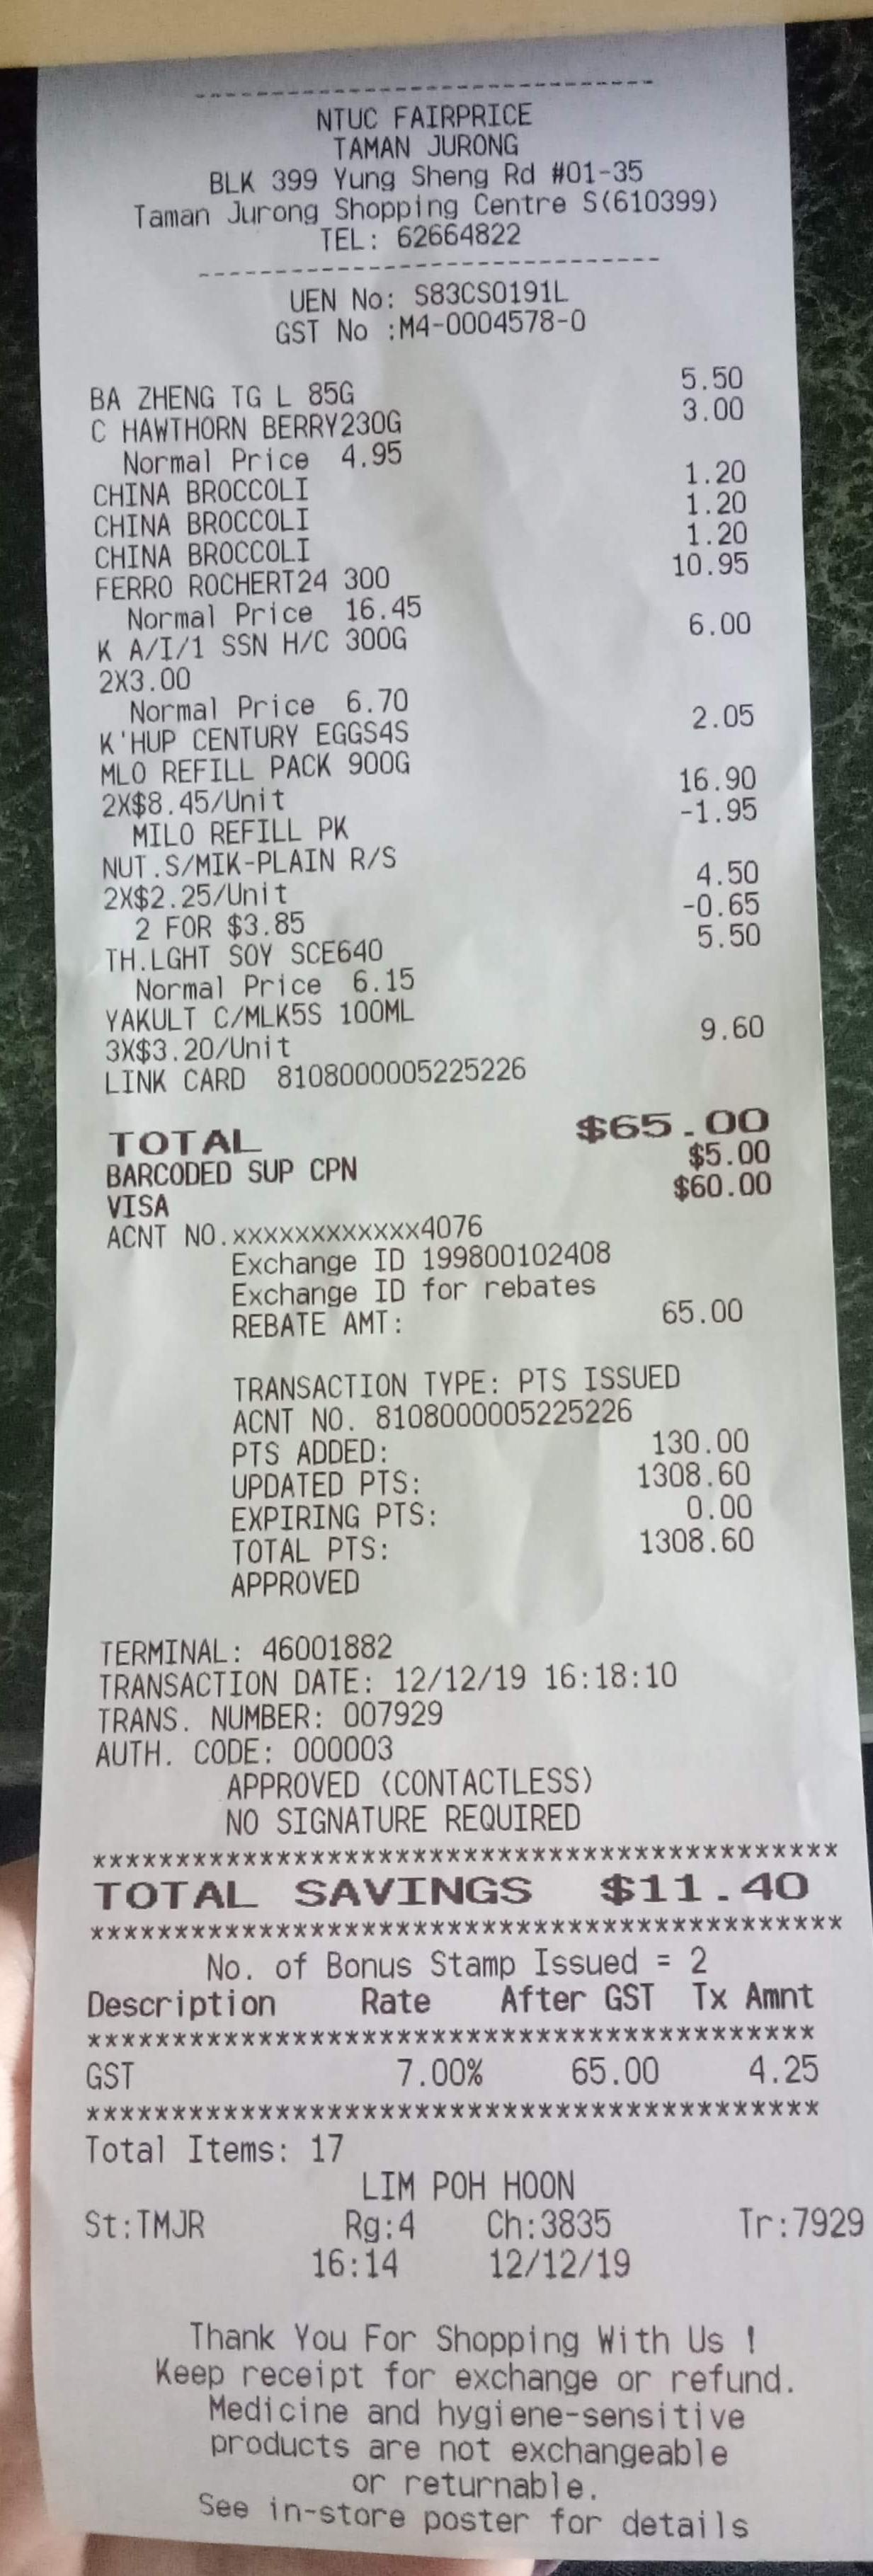 ------------------------------
NTUC FAIRPRICE
TAMAN JURONG
BLK 399 Yung Sheng Rd #01-35
Taman Jurong Shopping Centre S(610399)
TEL: 62664822
------------------------------
UEN No: S83CS0191L
GST No :M4-0004578-0
BA ZHENG TG L 85G 5.50
C HAWTHORN BERRY230G 3.00
Normal Price 4.95
CHINA BROCCOLI 1.20
CHINA BROCCOLI 1.20
CHINA BROCCOLI 1.20
FERRO ROCHERT24 300 10.95
Normal Price 16.45
K A/I/1 SSN H/C 300G 6.00
2X3.00
Normal Price 6.70
K'HUP CENTURY EGGS4S 2.05
MLO REFILL PACK 900G
2X$8.45/Unit 16.90
MILO REFILL PK -1.95
NUT.S/MIK-PLAIN R/S
2X$2.25/Unit 4.50
2 FOR $3.85 -0.65
TH.LGHT SOY SCE640 5.50
Normal Price 6.15
YAKULT C/MLK5S 100ML
3X$3.20/Unit 9.60
LINK CARD 8108000005225226
TOTAL $65.00
BARCODED SUP CPN $5.00
VISA $60.00
ACNT NO.xxxxxxxxxxxx4076
Exchange ID 199800102408
Exchange ID for rebates
REBATE AMT: 65.00
TRANSACTION TYPE: PTS ISSUED
ACNT NO. 8108000005225226
PTS ADDED: 130.00
UPDATED PTS: 1308.60
EXPIRING PTS: 0.00
TOTAL PTS: 1308.60
APPROVED
TERMINAL: 46001882
TRANSACTION DATE: 12/12/19 16:18:10
TRANS. NUMBER: 007929
AUTH. CODE: 000003
APPROVED (CONTACTLESS)
NO SIGNATURE REQUIRED
********************************************
TOTAL SAVINGS $11.40
********************************************
No. of Bonus Stamp Issued = 2
Description Rate After GST Tx Amnt
******************************************
GST 7.00% 65.00 4.25
******************************************
Total Items: 17
LIM POH HOON
St:TMJR Rg:4 Ch:3835 Tr:7929
16:14 12/12/19
Thank You For Shopping With Us !
Keep receipt for exchange or refund.
Medicine and hygiene-sensitive
products are not exchangeable
or returnable.
See in-store poster for details